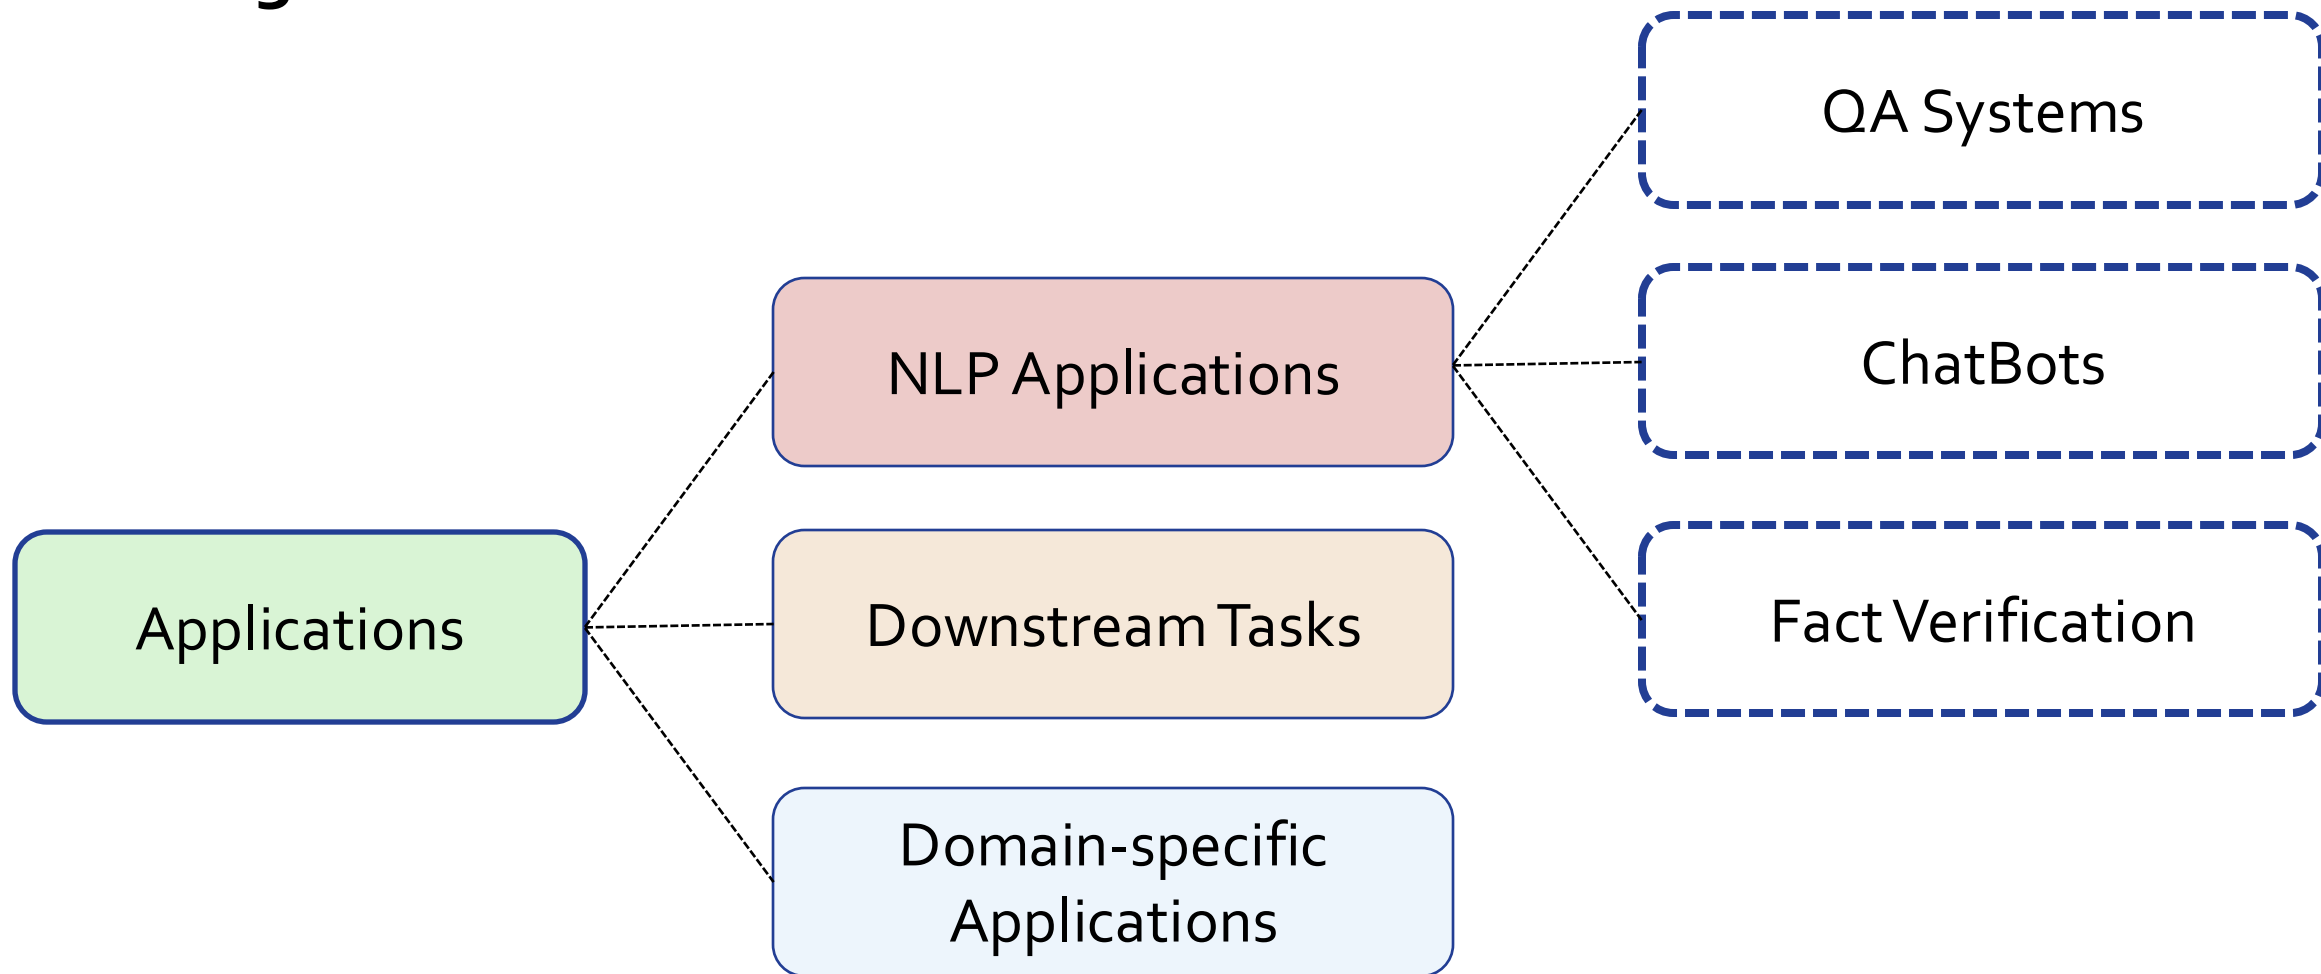 QA Systems
NLP Applications
ChatBots
Applications
Downstream Tasks
Fact Verification
Domain-specific
Applications